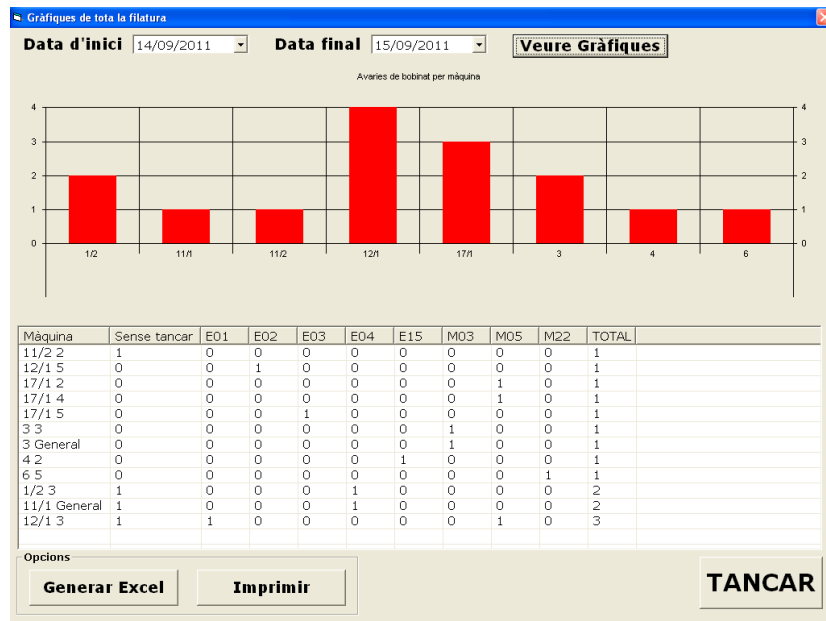 Gràfiques de tota la filatura
Data d'inici 14/09/2011 Data final 15/09/2011 Veure Gràfiques
Avaries de bobinat per màquina
4 4
3 3
2 2
1 1
0 0
1/2 11/1 11/2 12/1 17/1 3 4 6
Màquina Sense tancar E01 E02 E03 E04 E15 M03 M05 M22 TOTAL
11/2 2 1 0 0 0 0 0 0 0 0 1
12/1 5 0 0 1 0 0 0 0 0 0 1
17/1 2 0 0 0 0 0 0 0 1 0 1
17/1 4 0 0 0 0 0 0 0 1 0 1
17/1 5 0 0 0 1 0 0 0 0 0 1
3 3 0 0 0 0 0 0 1 0 0 1
3 General 0 0 0 0 0 0 1 0 0 1
4 2 0 0 0 0 0 1 0 0 0 1
6 5 0 0 0 0 0 0 0 0 1 1
1/2 3 1 0 0 0 1 0 0 0 0 2
11/1 General 1 0 0 0 1 0 0 0 0 2
12/1 3 1 1 0 0 0 0 0 1 0 3
Opcions
Generar Excel Imprimir TANCAR